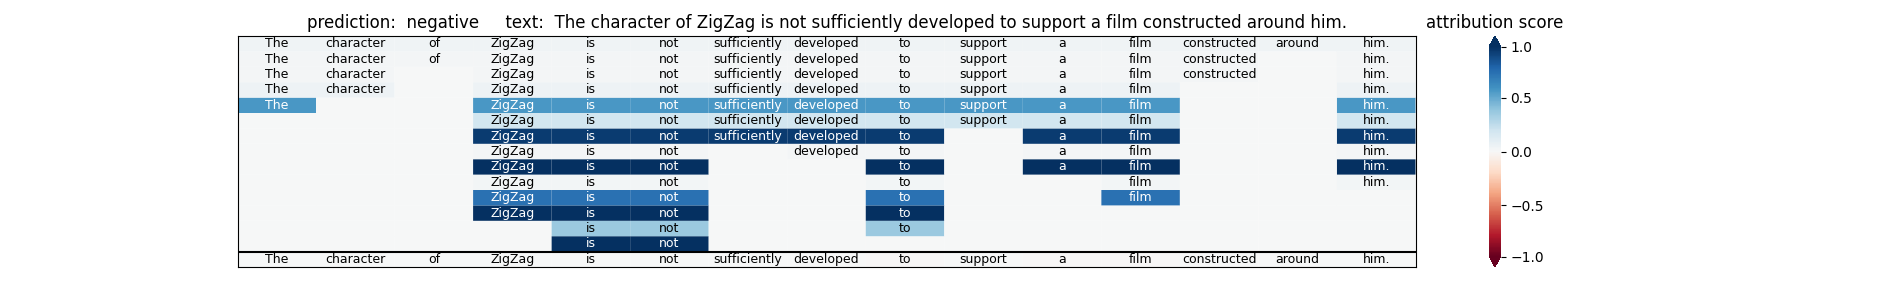 prediction: negative text: The character of ZigZag is not sufficiently developed to support a film constructed around him. attribution score
The character of ZigZag is not sufficiently developed to support a film constructed around him.
The character of ZigZag is not sufficiently developed to support a film constructed him.
The character ZigZag is not sufficiently developed to support a film constructed him.
The character ZigZag is not sufficiently developed to support a film him.
The ZigZag is not sufficiently developed to support a film him.
ZigZag is not sufficiently developed to support a film him.
ZigZag is not sufficiently developed to a film him.
ZigZag is not developed to a film him.
ZigZag is not to a film him.
ZigZag is not to film him.
ZigZag is not to film
ZigZag is not to
is not to
is not
The character of ZigZag is not sufficiently developed to support a film constructed around him.
1.0
0.5
0.0
−0.5
−1.0